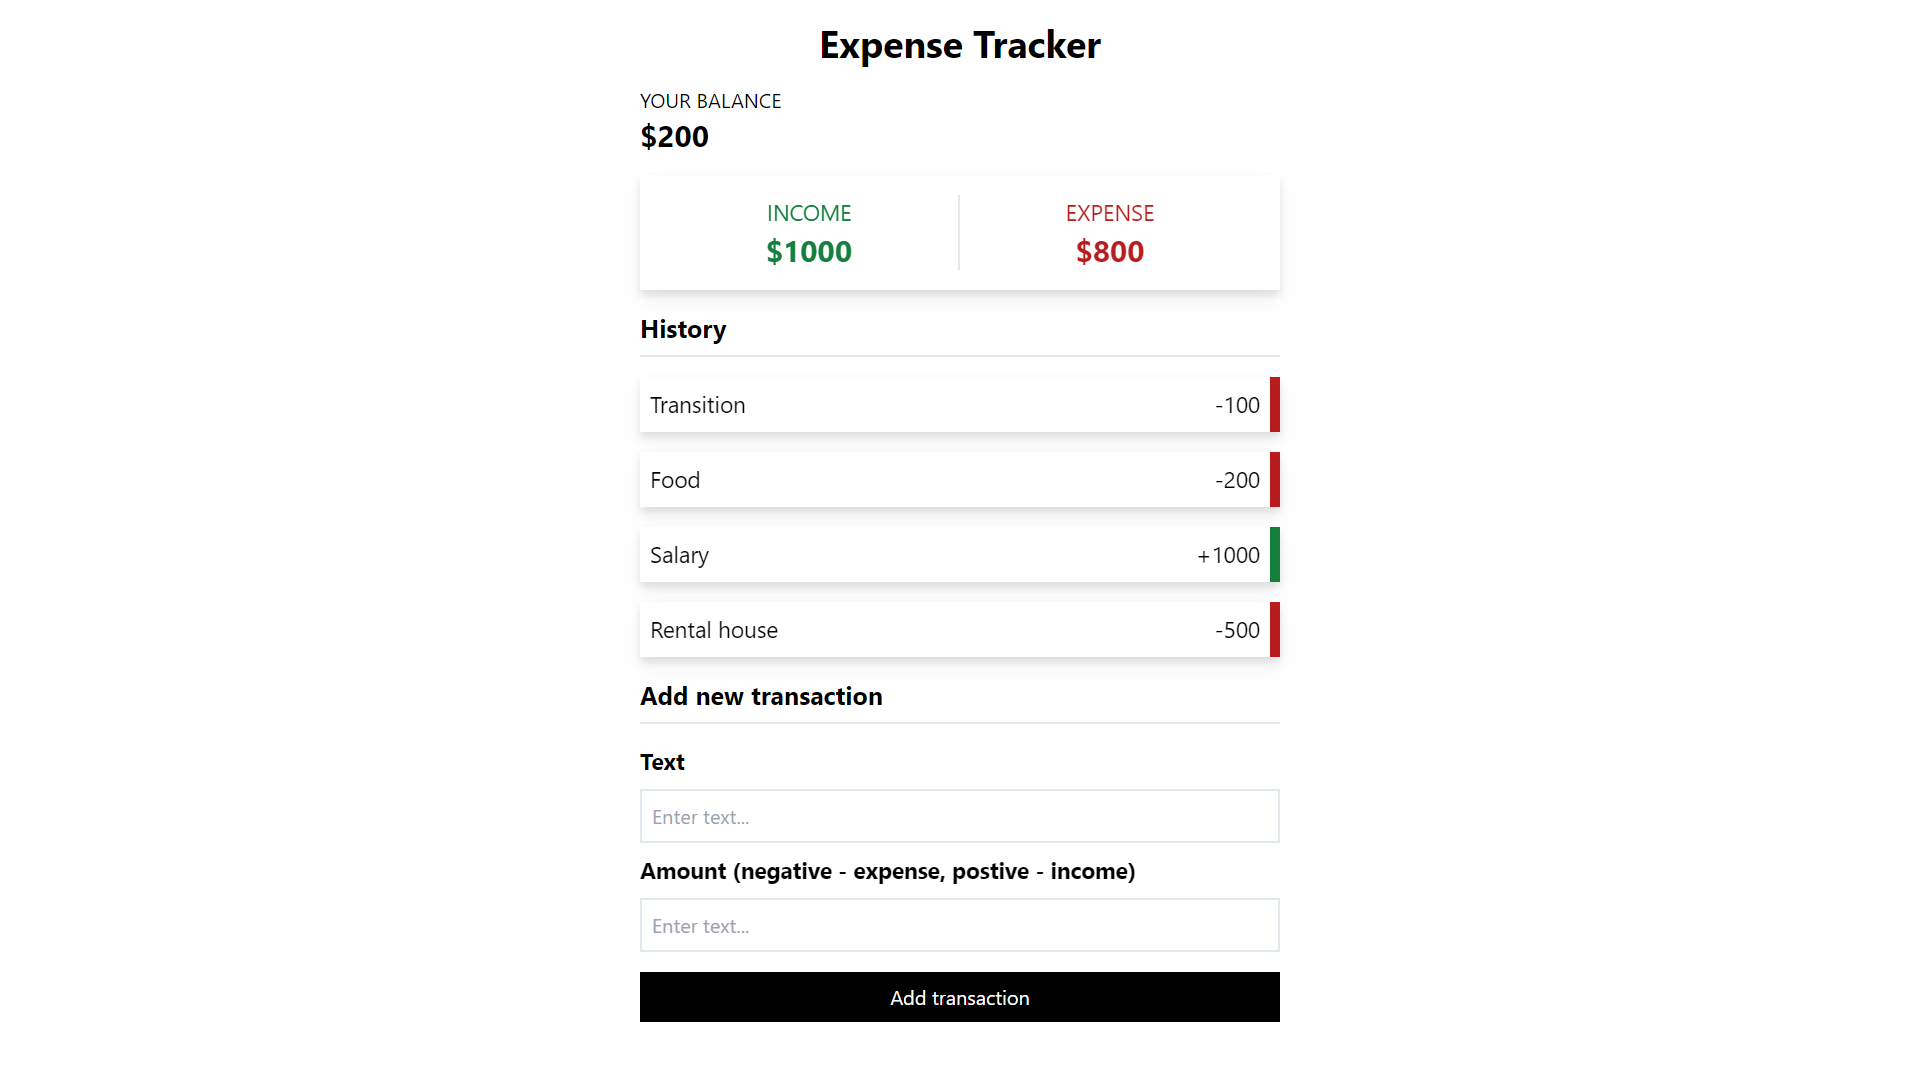 Expense Tracker
YOUR BALANCE
$200
INCOME EXPENSE
$1000 $800
History
Transition -100
Food -200
Salary +1000
Rental house -500
Add new transaction
Text
Enter text...
Amount (negative - expense, postive - income)
Enter text...
Add transaction